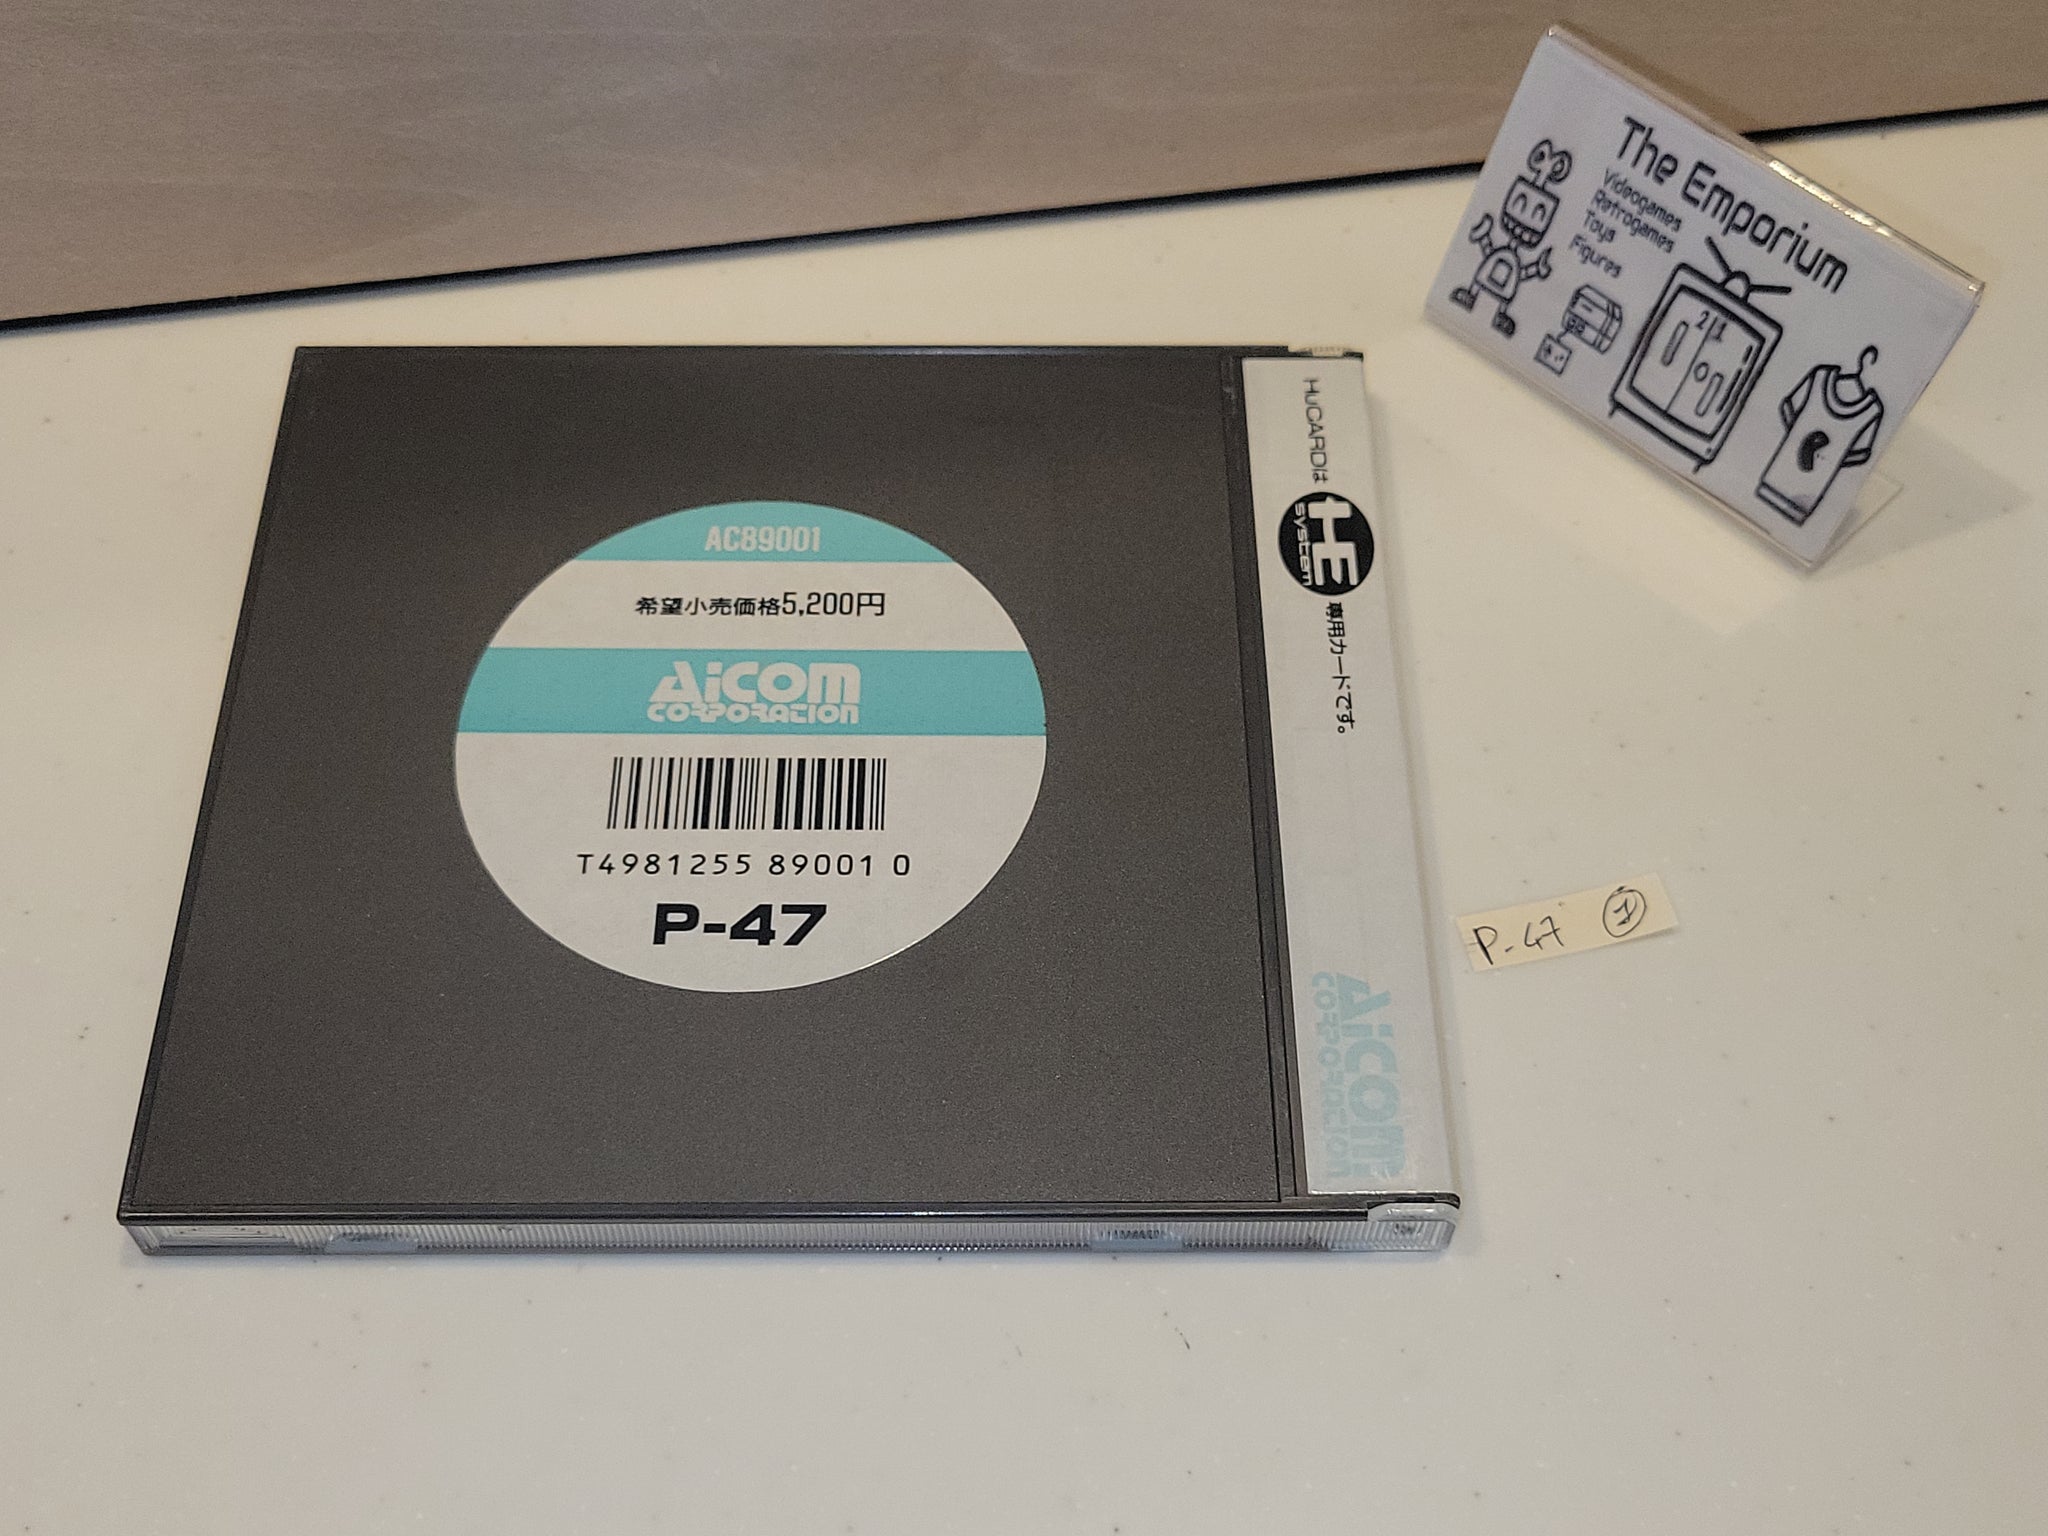 The Emporium
Videogames
Retrogames
Toys
Figures
21
AC89001
希望小売価格5,200円
AiCOM
CORPORATION
T4981255 89001 0
P-47
HuCARDは
HE
system
専用カードです。
AiCOM
CORPORATION
P-47 1